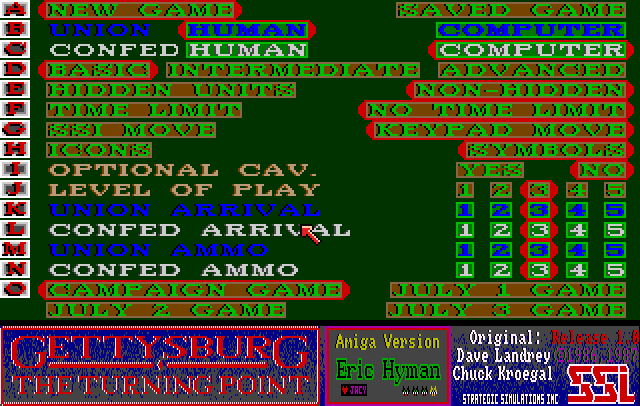 A NEW GAME SAVED GAME
B UNION HUMAN COMPUTER
C CONFED HUMAN COMPUTER
D BASIC INTERMEDIATE ADVANCED
E HIDDEN UNITS NON-HIDDEN
F TIME LIMIT NO TIME LIMIT
G SSI MOVE KEYPAD MOVE
H ICONS SYMBOLS
I OPTIONAL CAV. YES NO
J LEVEL OF PLAY 1 2 3 4 5
K UNION ARRIVAL 1 2 3 4 5
L CONFED ARRIVAL 1 2 3 4 5
M UNION AMMO 1 2 3 4 5
N CONFED AMMO 1 2 3 4 5
O CAMPAIGN GAME JULY 1 GAME
JULY 2 GAME JULY 3 GAME
GETTYSBURG
THE TURNING POINT
Amiga Version
Eric Hyman
Original: Release 1.0
Dave Landrey
Chuck Kroegal
SSI
STRATEGIC SIMULATIONS INC